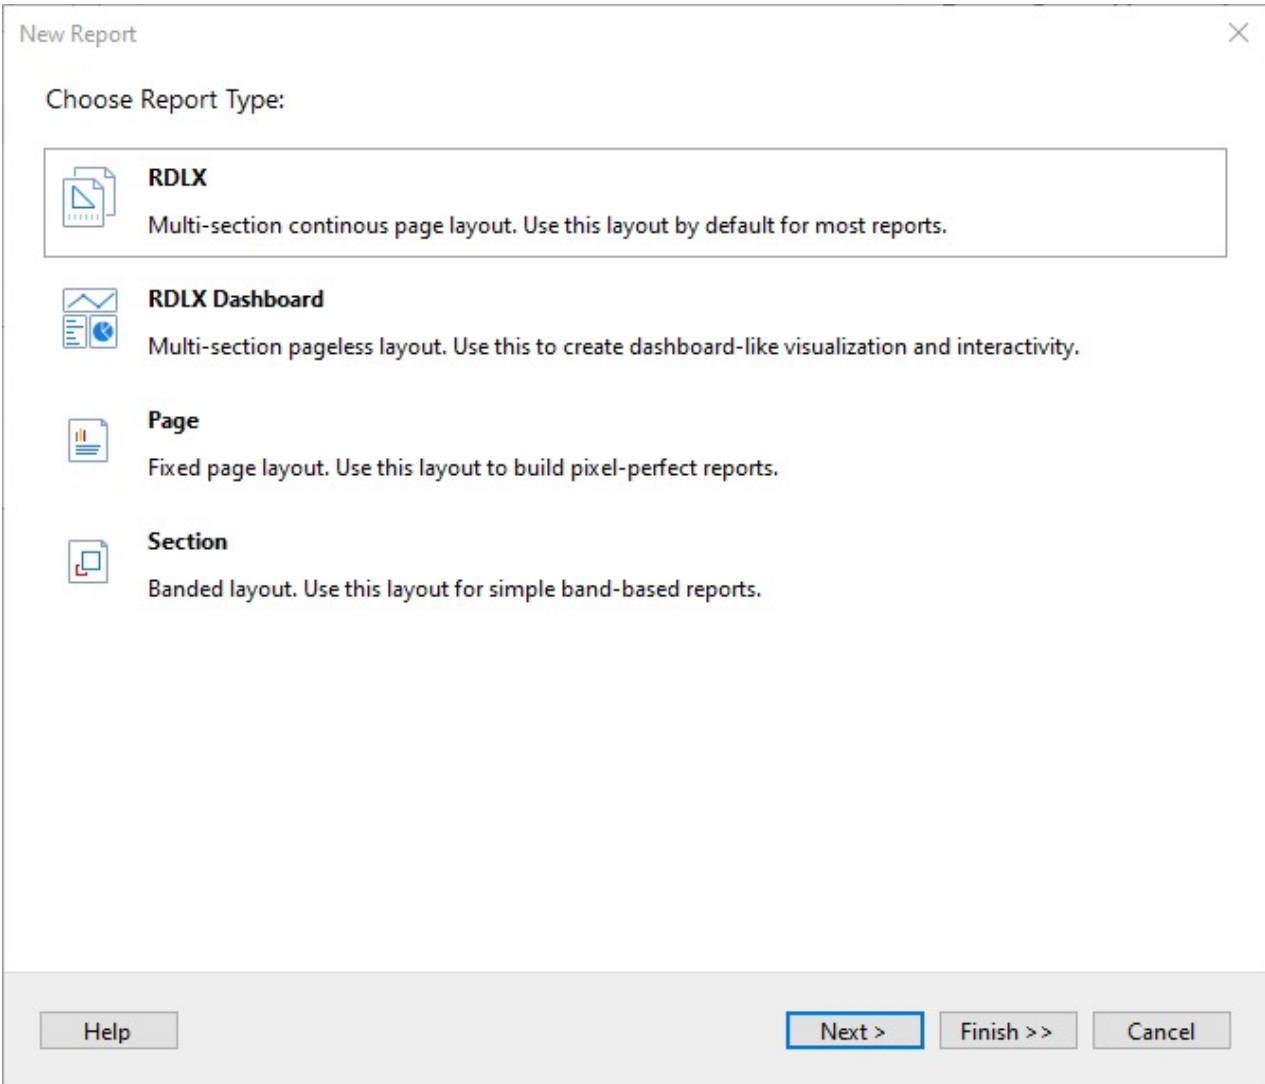 New Report
Choose Report Type:
RDLX
Multi-section continous page layout. Use this layout by default for most reports.
RDLX Dashboard
Multi-section pageless layout. Use this to create dashboard-like visualization and interactivity.
Page
Fixed page layout. Use this layout to build pixel-perfect reports.
Section
Banded layout. Use this layout for simple band-based reports.
Help
Next >
Finish >>
Cancel